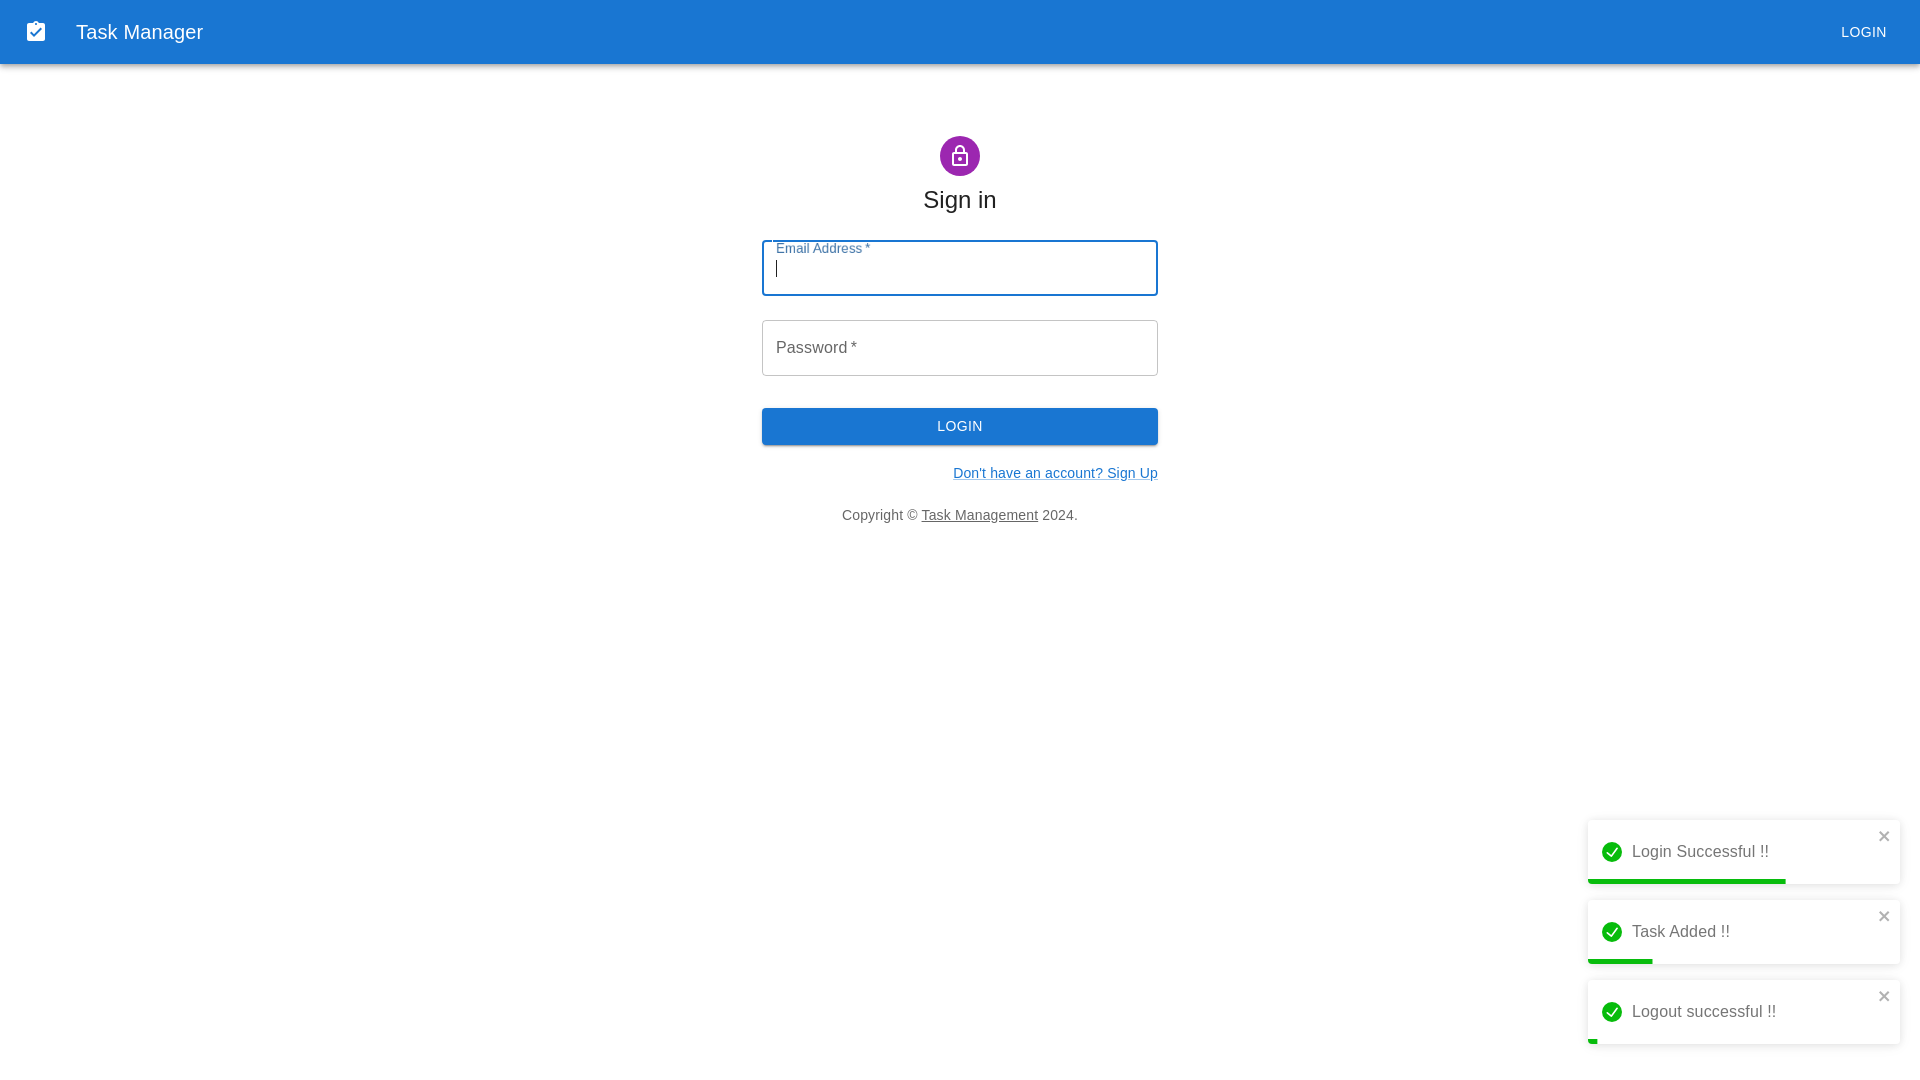 Task Manager
LOGIN
Sign in
Email Address *
Password *
LOGIN
Don't have an account? Sign Up
Copyright © Task Management 2024.
Login Successful !!
Task Added !!
Logout successful !!